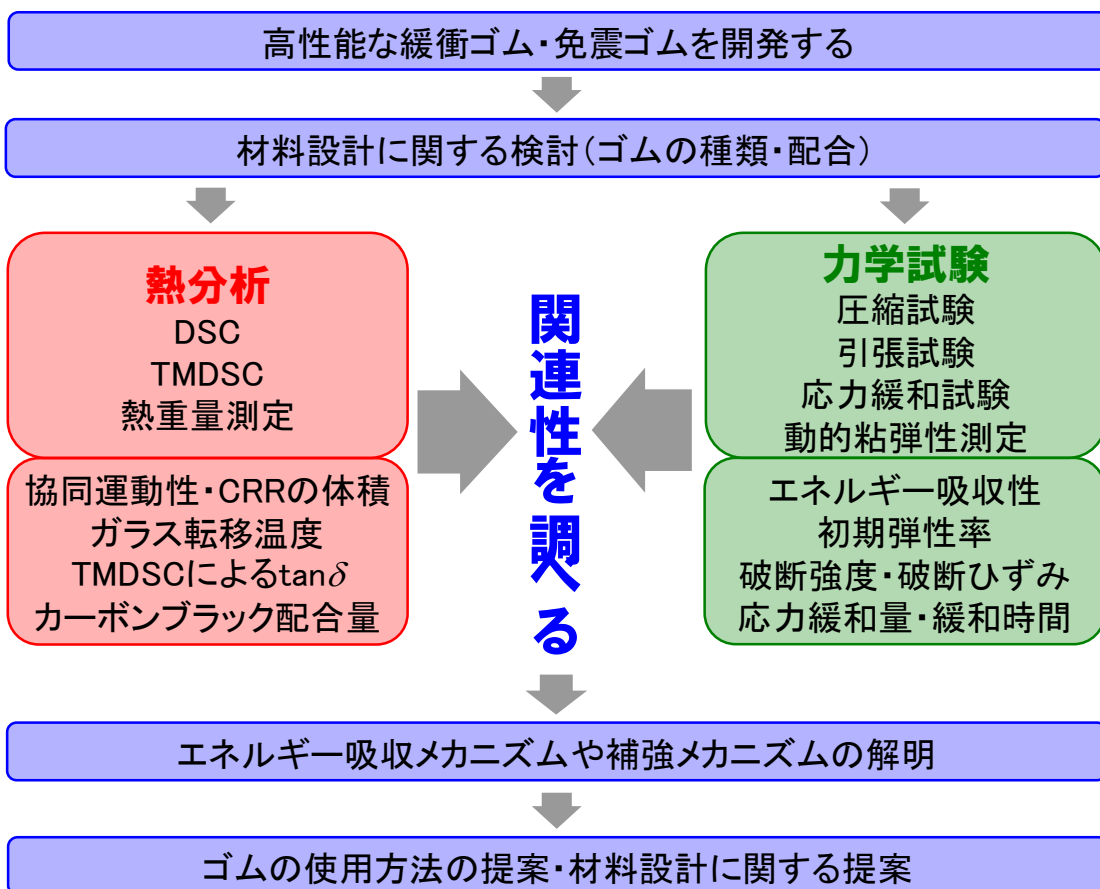 高性能な緩衝ゴム・免震ゴムを開発する
材料設計に関する検討(ゴムの種類・配合)
熱分析
DSC
TMDSC
熱重量測定
協同運動性・CRRの体積
ガラス転移温度
TMDSCによるtanδ
カーボンブラック配合量
関連性を調べる
力学試験
圧縮試験
引張試験
応力緩和試験
動的粘弾性測定
エネルギー吸収性
初期弾性率
破断強度・破断ひずみ
応力緩和量・緩和時間
エネルギー吸収メカニズムや補強メカニズムの解明
ゴムの使用方法の提案・材料設計に関する提案